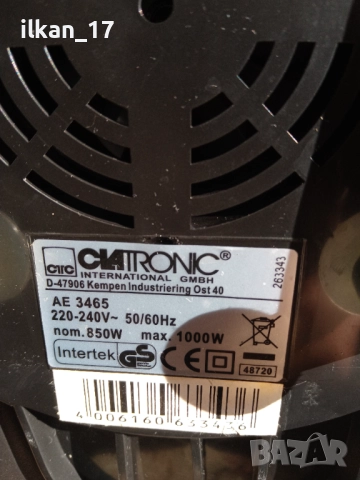 ilkan_17
CTC CLATRONIC®
INTERNATIONAL GMBH
D-47906 Kempen Industriering Ost 40
263343
AE 3465
220-240V~ 50/60Hz
nom. 850W max. 1000W
Intertek GS CE
48720
4 006160 633436
BAZAR